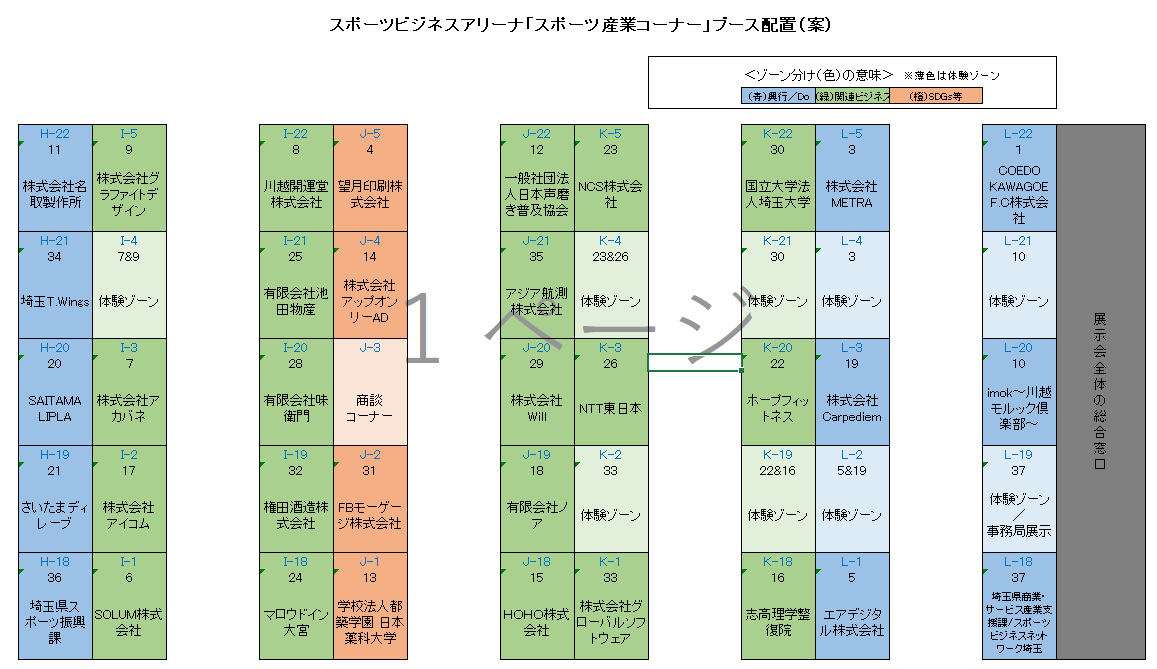 スポーツビジネスアリーナ「スポーツ産業コーナー」ブース配置（案）
＜ゾーン分け（色）の意味＞ ※薄色は体験ゾーン
(青)興行／Do
(緑)関連ビジネス
(橙)SDGs等
H-22
11
株式会社名
取製作所
I-5
9
株式会社グ
ラファイトデ
ザイン
I-22
8
川越開運堂
株式会社
J-5
4
望月印刷株
式会社
J-22
12
一般社団法
人日本声磨
き普及協会
K-5
23
NCS株式会
社
K-22
30
国立大学法
人埼玉大学
L-5
3
株式会社
METRA
L-22
1
COEDO
KAWAGOE
F.C株式会
社
H-21
34
埼玉T.Wings
I-4
7&9
体験ゾーン
I-21
25
有限会社池
田物産
J-4
14
株式会社
アップオン
リーAD
J-21
35
アジア航測
株式会社
K-4
23&26
体験ゾーン
K-21
30
体験ゾーン
L-4
3
体験ゾーン
L-21
10
体験ゾーン
H-20
20
SAITAMA
LIPLA
I-3
7
株式会社ア
カバネ
I-20
28
有限会社味
衛門
J-3
商談
コーナー
J-20
29
株式会社
Will
K-3
26
NTT東日本
K-20
22
ホープフィッ
トネス
L-3
19
株式会社
Carpediem
L-20
10
imok～川越
モルック倶
楽部～
H-19
21
さいたまディ
レーブ
I-2
17
株式会社
アイコム
I-19
32
権田酒造株
式会社
J-2
31
FBモーゲー
ジ株式会社
J-19
18
有限会社ノ
ア
K-2
33
体験ゾーン
K-19
22&16
体験ゾーン
L-2
5&19
体験ゾーン
L-19
37
体験ゾーン
／
事務局展示
H-18
36
埼玉県ス
ポーツ振興
課
I-1
6
SOLUM株式
会社
I-18
24
マロウドイン
大宮
J-1
13
学校法人都
築学園 日本
薬科大学
J-18
15
HOHO株式
会社
K-1
33
株式会社グ
ローバルソフ
トウェア
K-18
16
志高理学整
復院
L-1
5
エアデジタ
ル株式会社
L-18
37
埼玉県商業・
サービス産業支
援課/スポーツ
ビジネスネット
ワーク埼玉
展示会全体の総合窓口
1 ページ